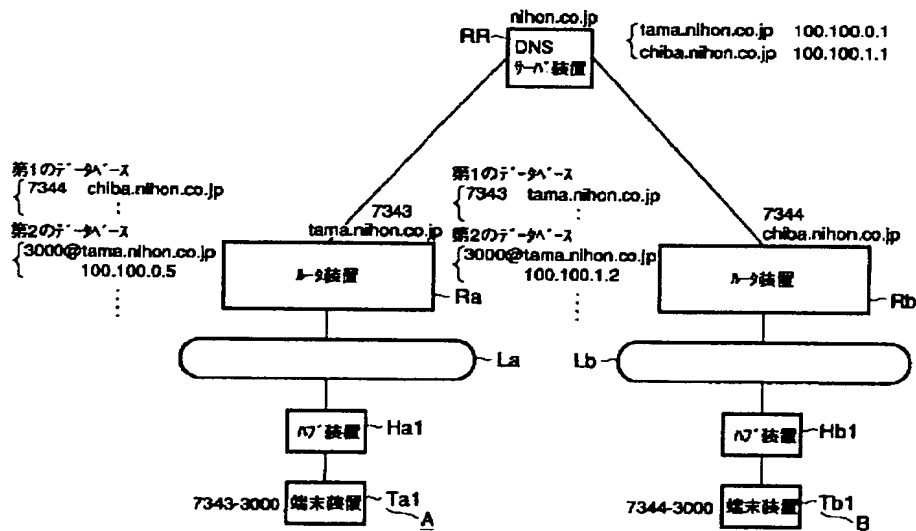 nihon.co.jp
RR
DNS
サーバ装置
tama.nihon.co.jp 100.100.0.1
chiba.nihon.co.jp 100.100.1.1
第1のデータベース
7344 chiba.nihon.co.jp
⋮
第2のデータベース
3000@tama.nihon.co.jp
100.100.0.5
⋮
7343
tama.nihon.co.jp
ルータ装置
Ra
第1のデータベース
7343 tama.nihon.co.jp
⋮
第2のデータベース
3000@tama.nihon.co.jp
100.100.1.2
⋮
7344
chiba.nihon.co.jp
ルータ装置
Rb
La
Lb
ハブ装置
Ha1
ハブ装置
Hb1
7343-3000
端末装置
Ta1
A
7344-3000
端末装置
Tb1
B